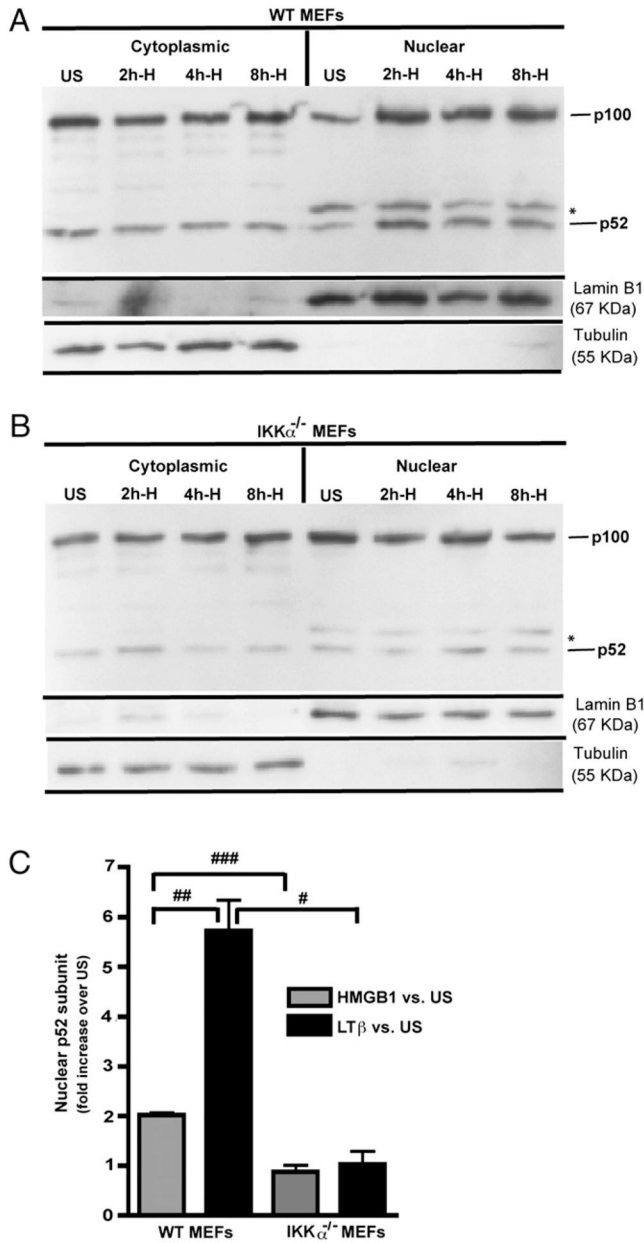 A
WT MEFs
Cytoplasmic Nuclear
US 2h-H 4h-H 8h-H US 2h-H 4h-H 8h-H
p100
*
p52
Lamin B1
(67 KDa)
Tubulin
(55 KDa)
B
IKKα-/- MEFs
Cytoplasmic Nuclear
US 2h-H 4h-H 8h-H US 2h-H 4h-H 8h-H
p100
*
p52
Lamin B1
(67 KDa)
Tubulin
(55 KDa)
C
Nuclear p52 subunit
(fold increase over US)
7
6
5
4
3
2
1
0
###
## #
HMGB1 vs. US
LTβ vs. US
WT MEFs IKKα-/- MEFs